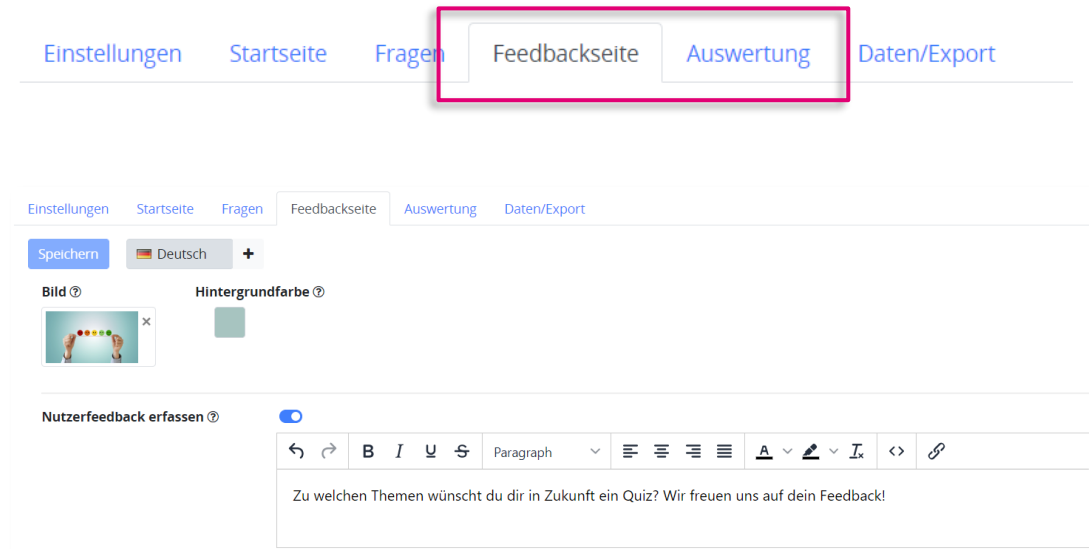 Einstellungen Startseite Fragen Feedbackseite Auswertung Daten/Export
Einstellungen Startseite Fragen Feedbackseite Auswertung Daten/Export
Speichern Deutsch +
Bild Hintergrundfarbe
Nutzerfeedback erfassen
B I U S Paragraph A
Zu welchen Themen wünscht du dir in Zukunft ein Quiz? Wir freuen uns auf dein Feedback!